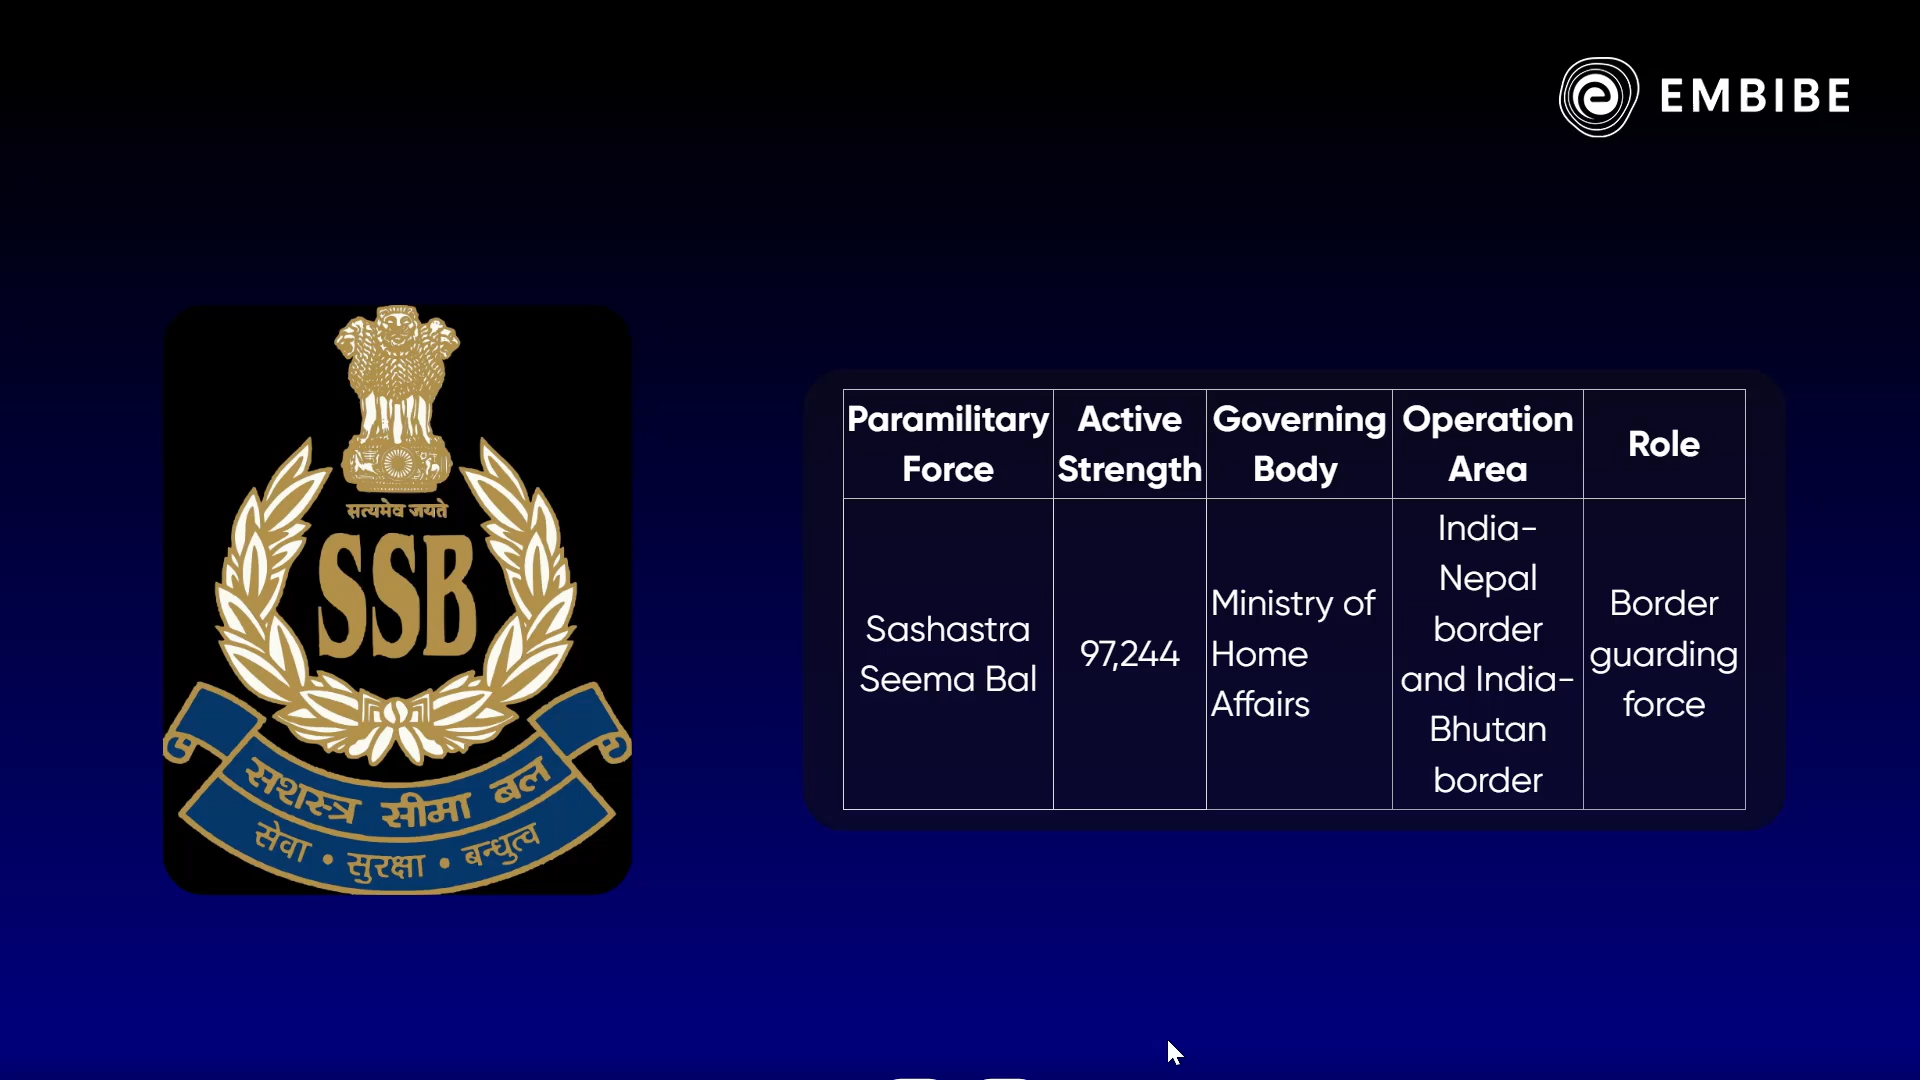 EMBIBE
सत्यमेव जयते
SSB
सशस्त्र सीमा बल
सेवा • सुरक्षा • बन्धुत्व
Paramilitary Force
Active Strength
Governing Body
Operation Area
Role
Sashastra
Seema Bal
97,244
Ministry of
Home
Affairs
India-
Nepal
border
and India-
Bhutan
border
Border
guarding
force